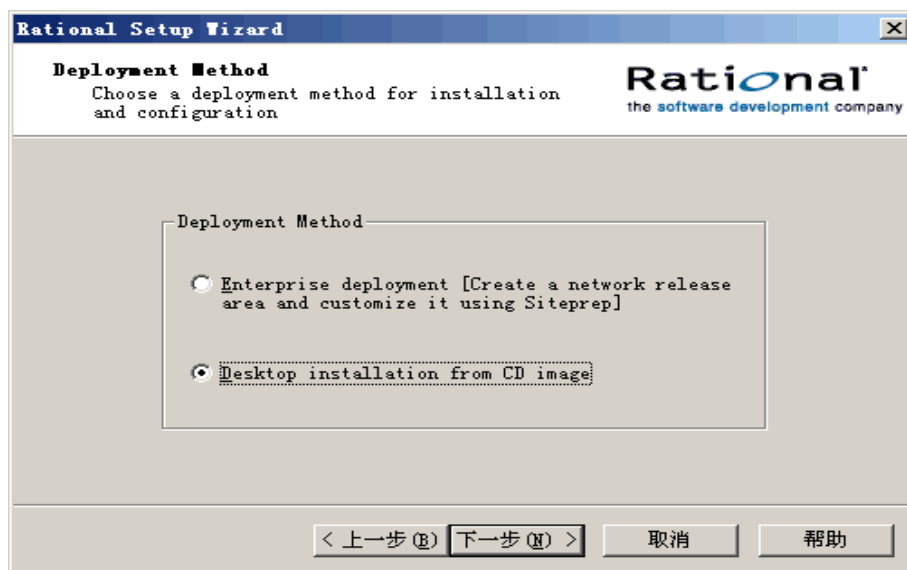 Rational Setup Wizard
Deployment Method
Choose a deployment method for installation
and configuration
Rational
the software development company
Deployment Method
Enterprise deployment [Create a network release
area and customize it using Siteprep]
Desktop installation from CD image
< 上一步(B)
下一步(N) >
取消
帮助